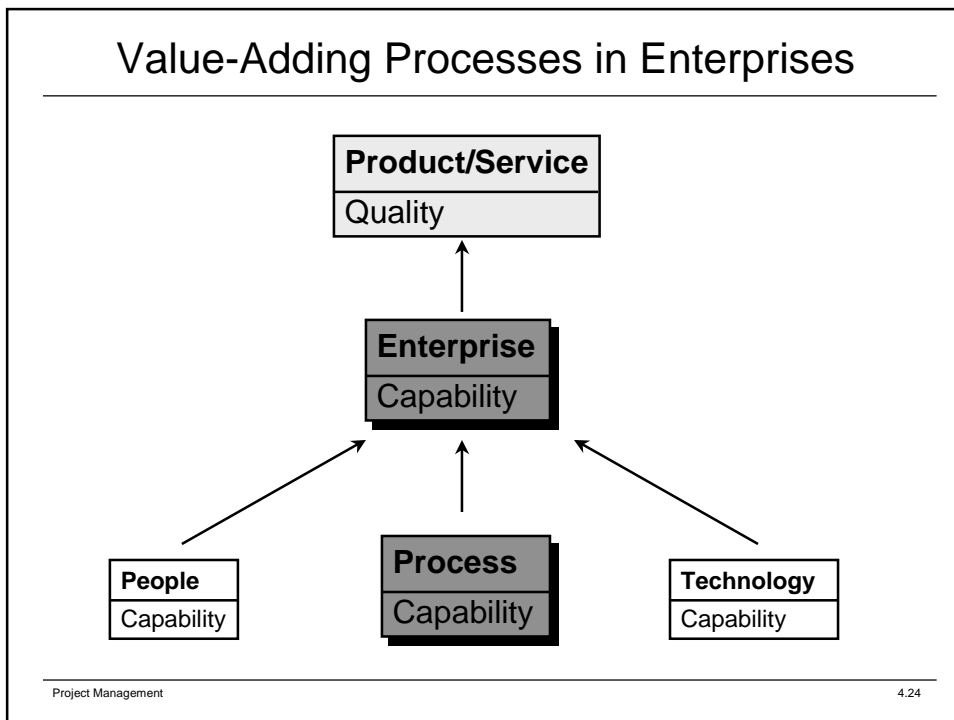 Value-Adding Processes in Enterprises
Product/Service
Quality
Enterprise
Capability
People
Capability
Process
Capability
Technology
Capability
Project Management
4.24